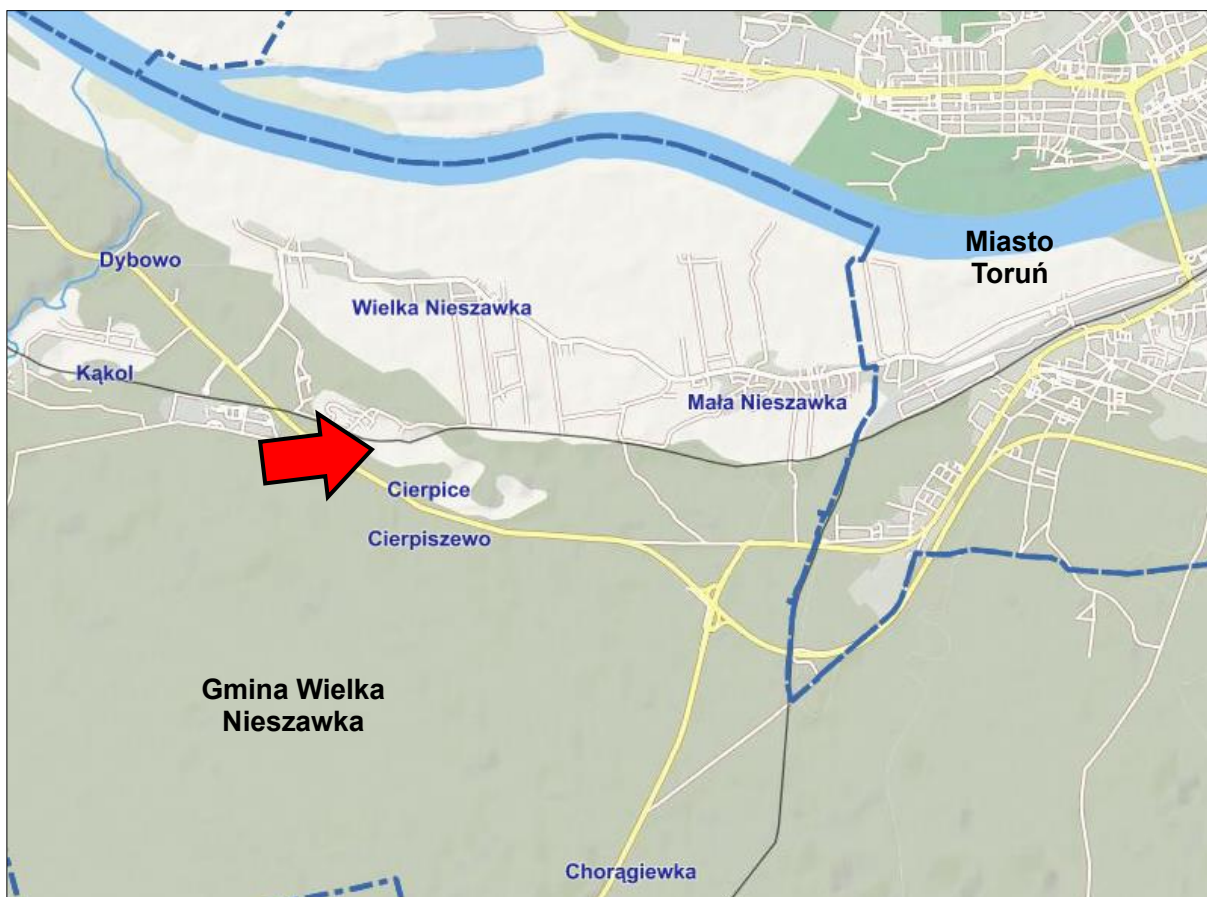 Miasto
Toruń
Dybowo
Wielka Nieszawka
Kąkol
Mała Nieszawka
Cierpice
Cierpiszewo
Gmina Wielka
Nieszawka
Chorągiewka